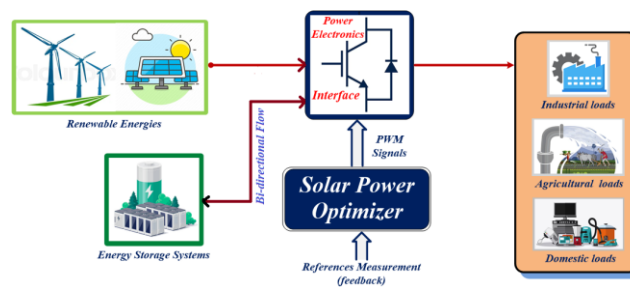 Power
Electronics
Interface
Renewable Energies
Bi-directional Flow
PWM
Signals
Solar Power
Optimizer
Energy Storage Systems
References Measurement
(feedback)
Industrial loads
Agricultural loads
Domestic loads